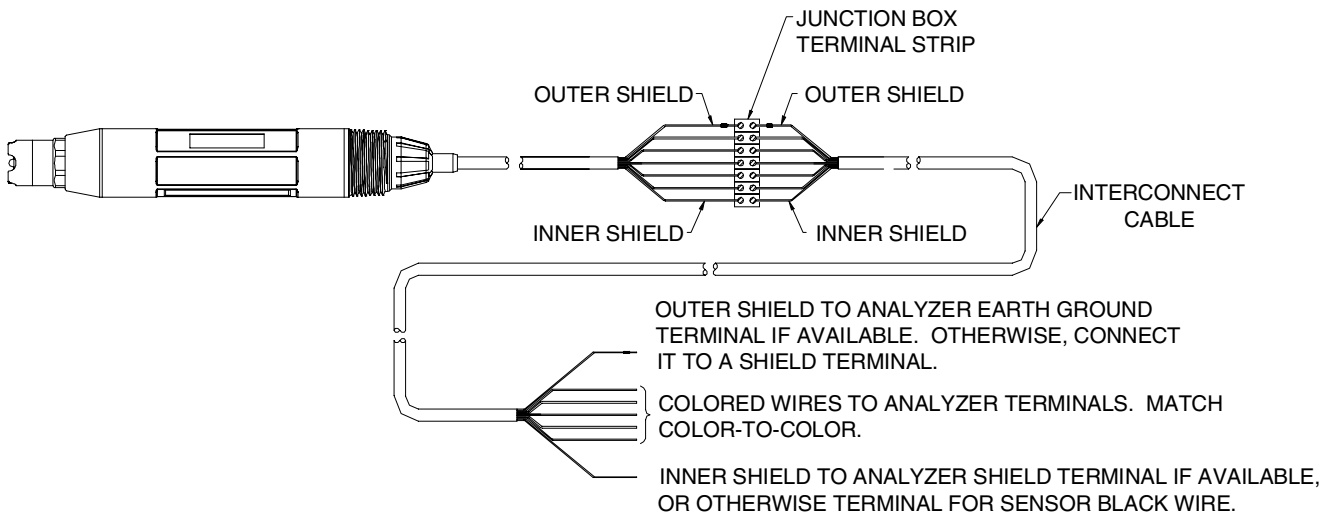 JUNCTION BOX
TERMINAL STRIP
OUTER SHIELD
OUTER SHIELD
INNER SHIELD
INNER SHIELD
INTERCONNECT
CABLE
OUTER SHIELD TO ANALYZER EARTH GROUND
TERMINAL IF AVAILABLE. OTHERWISE, CONNECT
IT TO A SHIELD TERMINAL.
COLORED WIRES TO ANALYZER TERMINALS. MATCH
COLOR-TO-COLOR.
INNER SHIELD TO ANALYZER SHIELD TERMINAL IF AVAILABLE,
OR OTHERWISE TERMINAL FOR SENSOR BLACK WIRE.